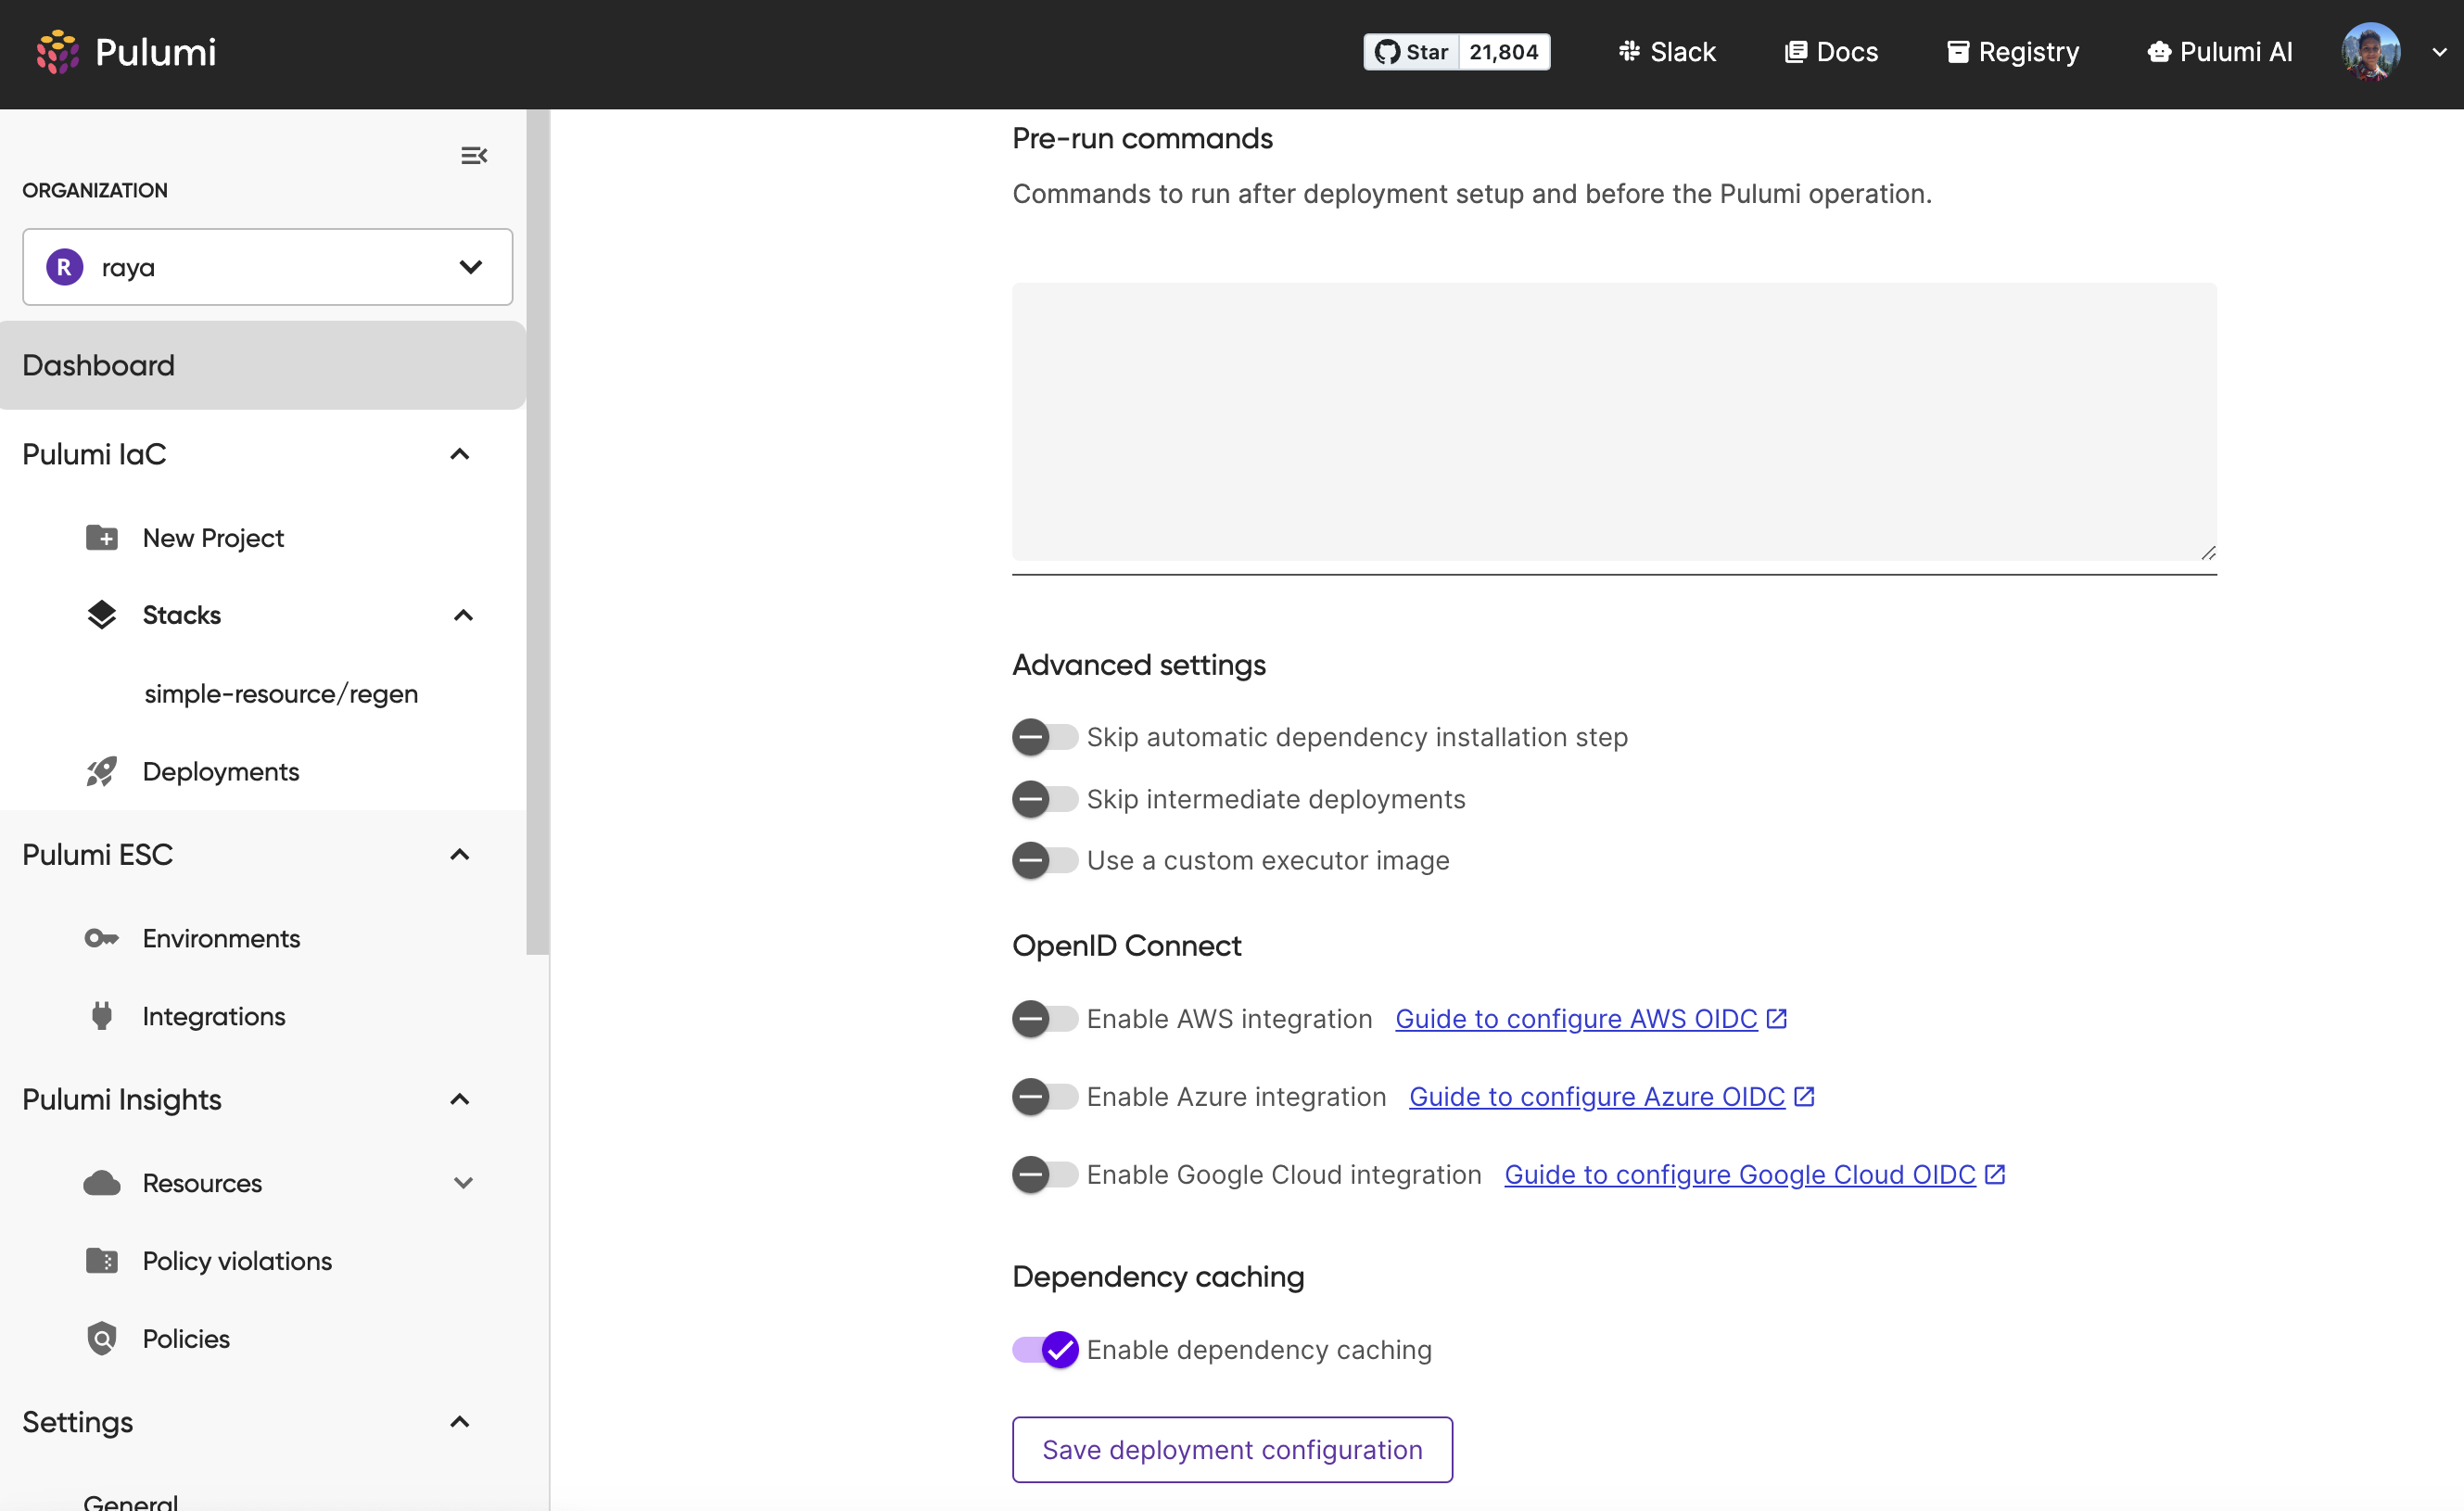 Pulumi
Star 21,804
Slack
Docs
Registry
Pulumi AI
ORGANIZATION
R raya
Dashboard
Pulumi IaC
New Project
Stacks
simple-resource/regen
Deployments
Pulumi ESC
Environments
Integrations
Pulumi Insights
Resources
Policy violations
Policies
Settings
General
Pre-run commands
Commands to run after deployment setup and before the Pulumi operation.
Advanced settings
Skip automatic dependency installation step
Skip intermediate deployments
Use a custom executor image
OpenID Connect
Enable AWS integration Guide to configure AWS OIDC
Enable Azure integration Guide to configure Azure OIDC
Enable Google Cloud integration Guide to configure Google Cloud OIDC
Dependency caching
Enable dependency caching
Save deployment configuration